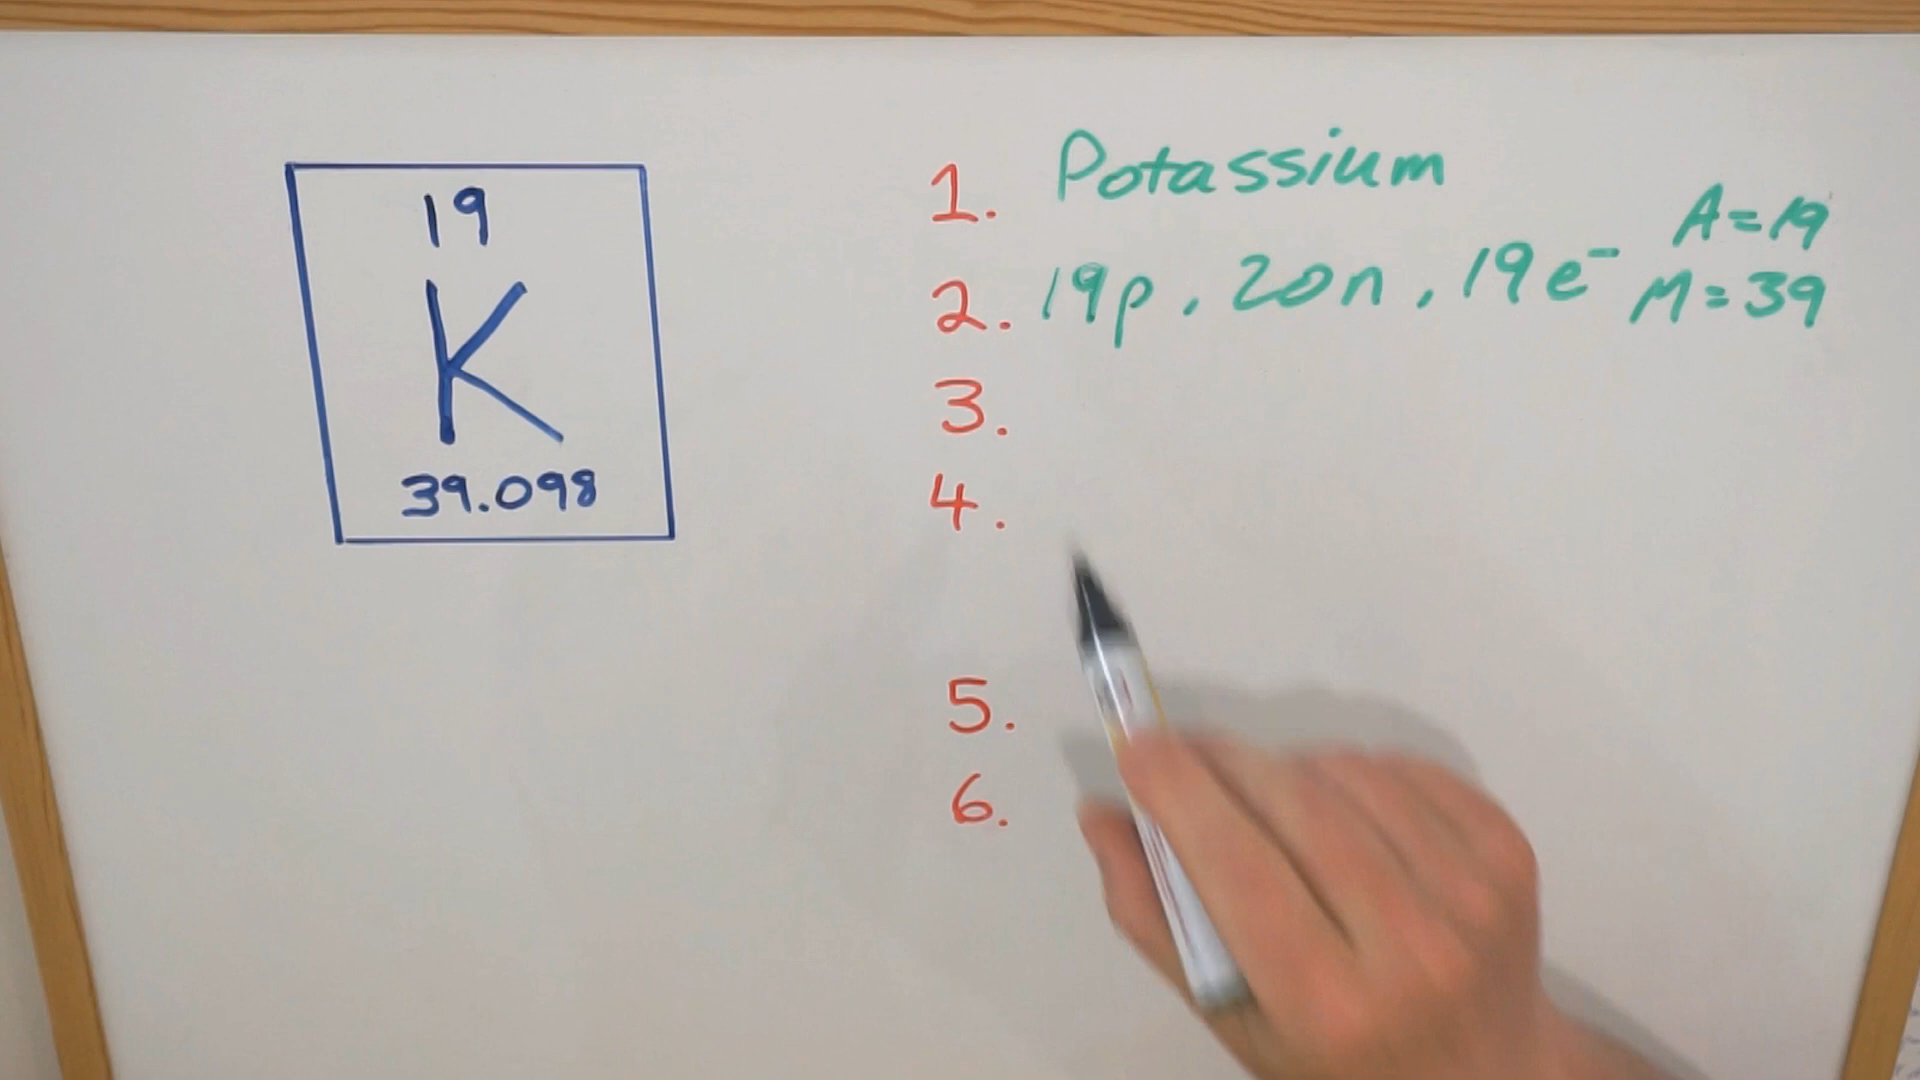 19
K
39.098
1. Potassium
2. 19p, 20n, 19e⁻ A=19
M=39
3.
4.
5.
6.